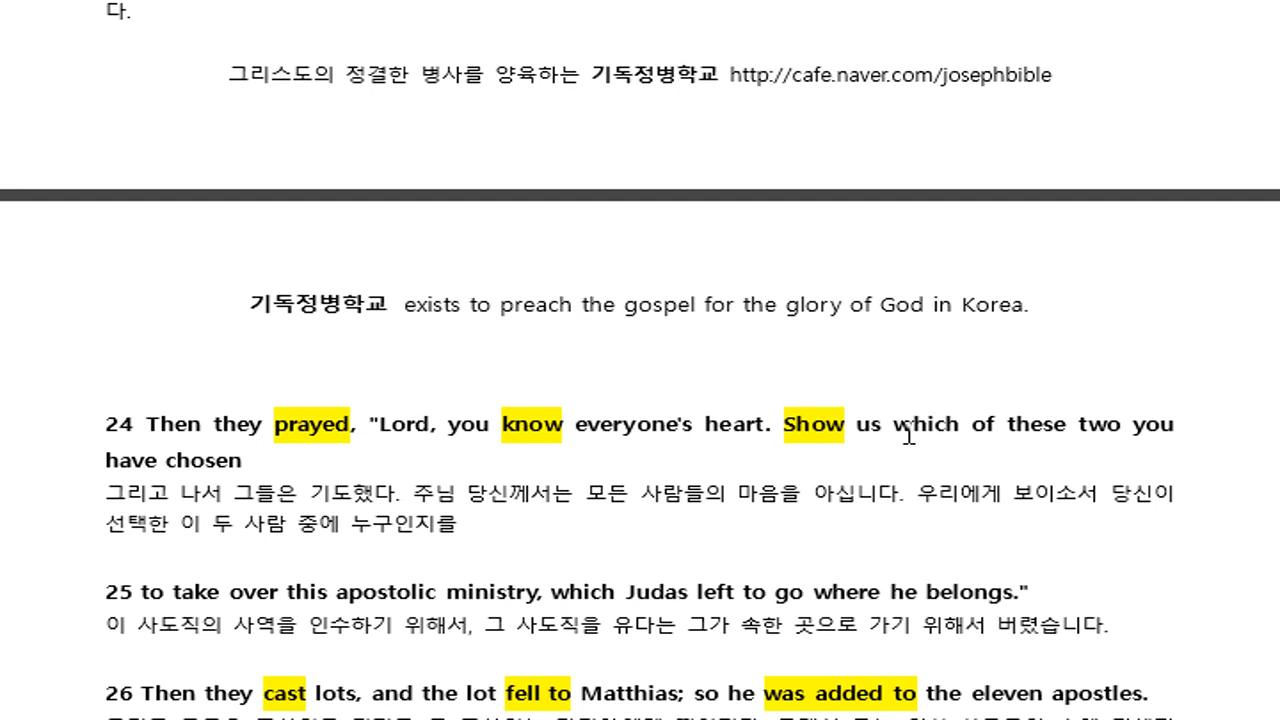 다.
그리스도의 정결한 병사를 양육하는 기독정병학교 http://cafe.naver.com/josephbible
기독정병학교 exists to preach the gospel for the glory of God in Korea.
24 Then they prayed, "Lord, you know everyone's heart. Show us which of these two you
have chosen
그리고 나서 그들은 기도했다. 주님 당신께서는 모든 사람들의 마음을 아십니다. 우리에게 보이소서 당신이
선택한 이 두 사람 중에 누구인지를
25 to take over this apostolic ministry, which Judas left to go where he belongs."
이 사도직의 사역을 인수하기 위해서, 그 사도직을 유다는 그가 속한 곳으로 가기 위해서 버렸습니다.
26 Then they cast lots, and the lot fell to Matthias; so he was added to the eleven apostles.